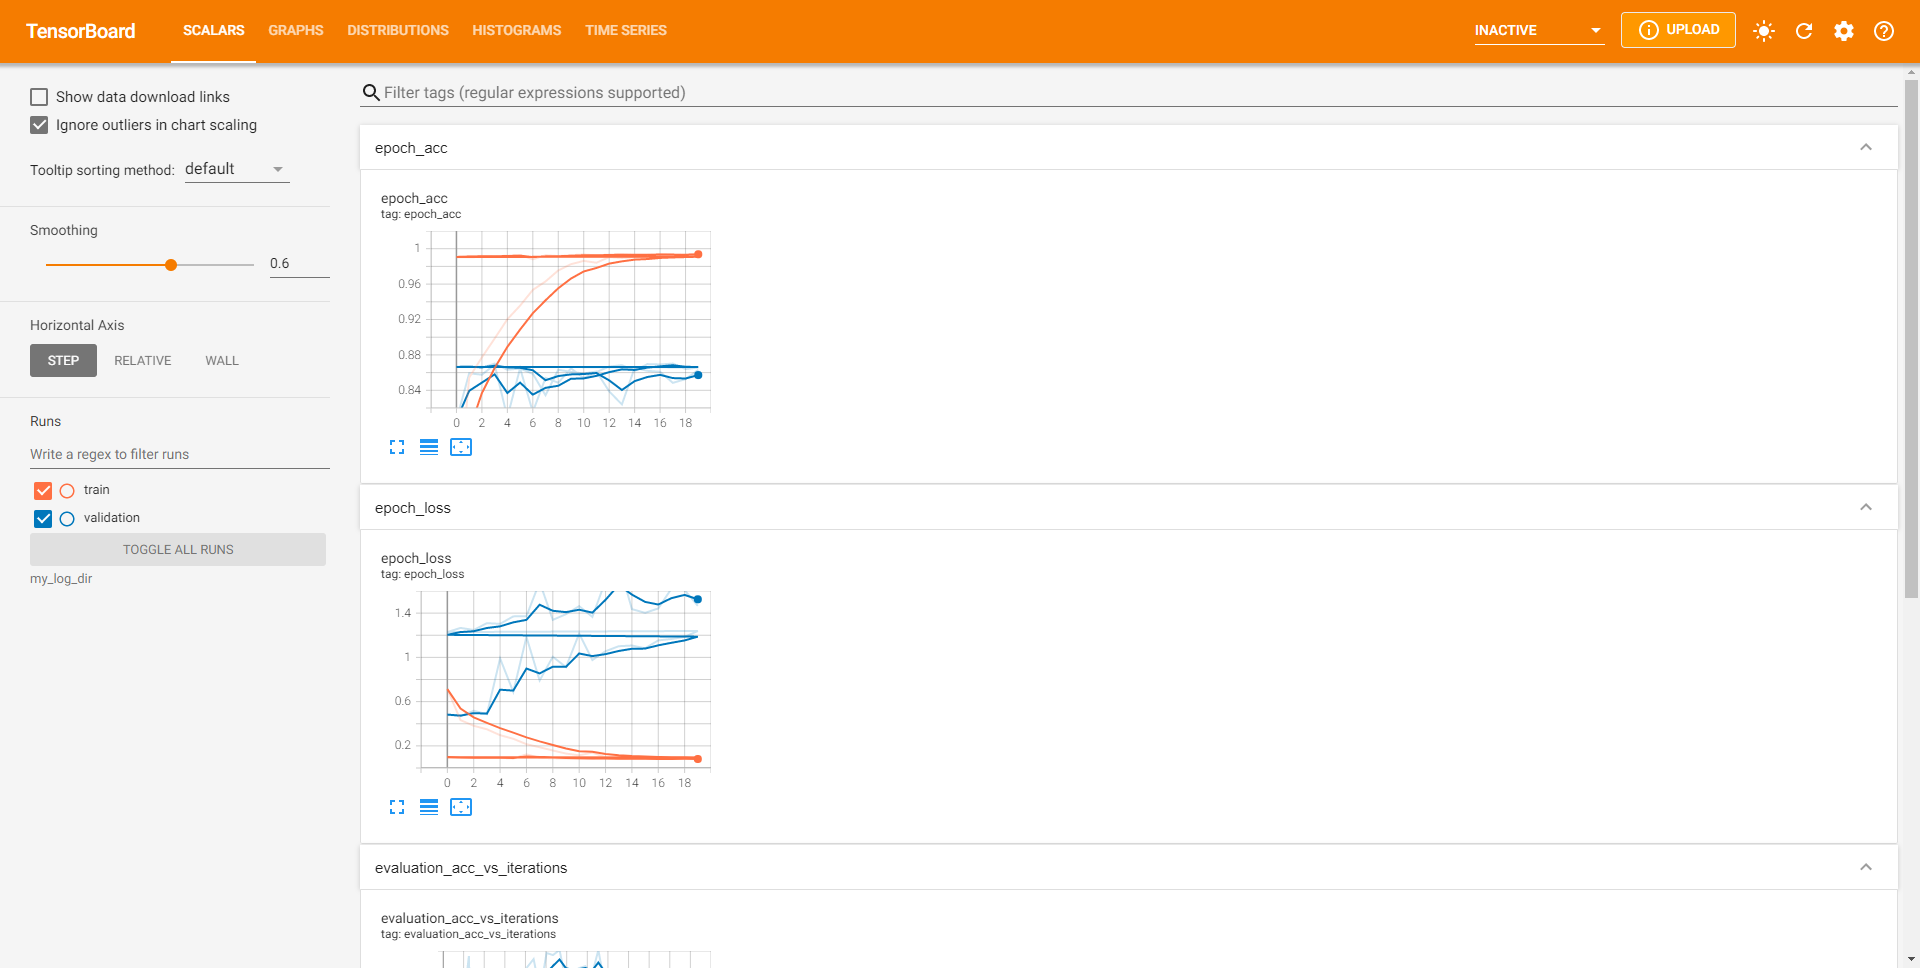 TensorBoard
SCALARS GRAPHS DISTRIBUTIONS HISTOGRAMS TIME SERIES
INACTIVE
UPLOAD
Show data download links
Ignore outliers in chart scaling
Tooltip sorting method: default
Smoothing
0.6
Horizontal Axis
STEP RELATIVE WALL
Runs
Write a regex to filter runs
train
validation
TOGGLE ALL RUNS
my_log_dir
Filter tags (regular expressions supported)
epoch_acc
epoch_acc
tag: epoch_acc
1
0.96
0.92
0.88
0.84
0 2 4 6 8 10 12 14 16 18
epoch_loss
epoch_loss
tag: epoch_loss
1.4
1
0.6
0.2
0 2 4 6 8 10 12 14 16 18
evaluation_acc_vs_iterations
evaluation_acc_vs_iterations
tag: evaluation_acc_vs_iterations